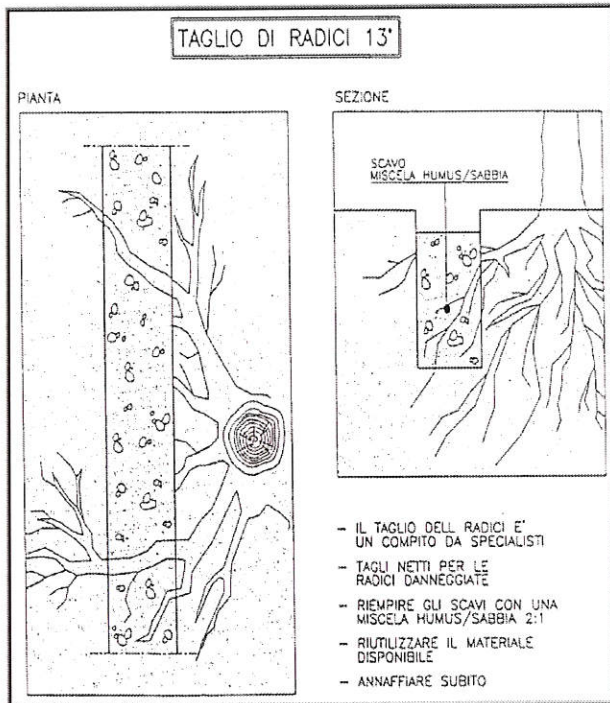 TAGLIO DI RADICI 13°
PIANTA
SEZIONE
SCAVO
MISCELA HUMUS/SABBIA
– IL TAGLIO DELL RADICI E'
UN COMPITO DA SPECIALISTI
– TAGLI NETTI PER LE
RADICI DANNEGGIATE
– RIEMPIRE GLI SCAVI CON UNA
MISCELA HUMUS/SABBIA 2:1
– RIUTILIZZARE IL MATERIALE
DISPONIBILE
– ANNAFFIARE SUBITO